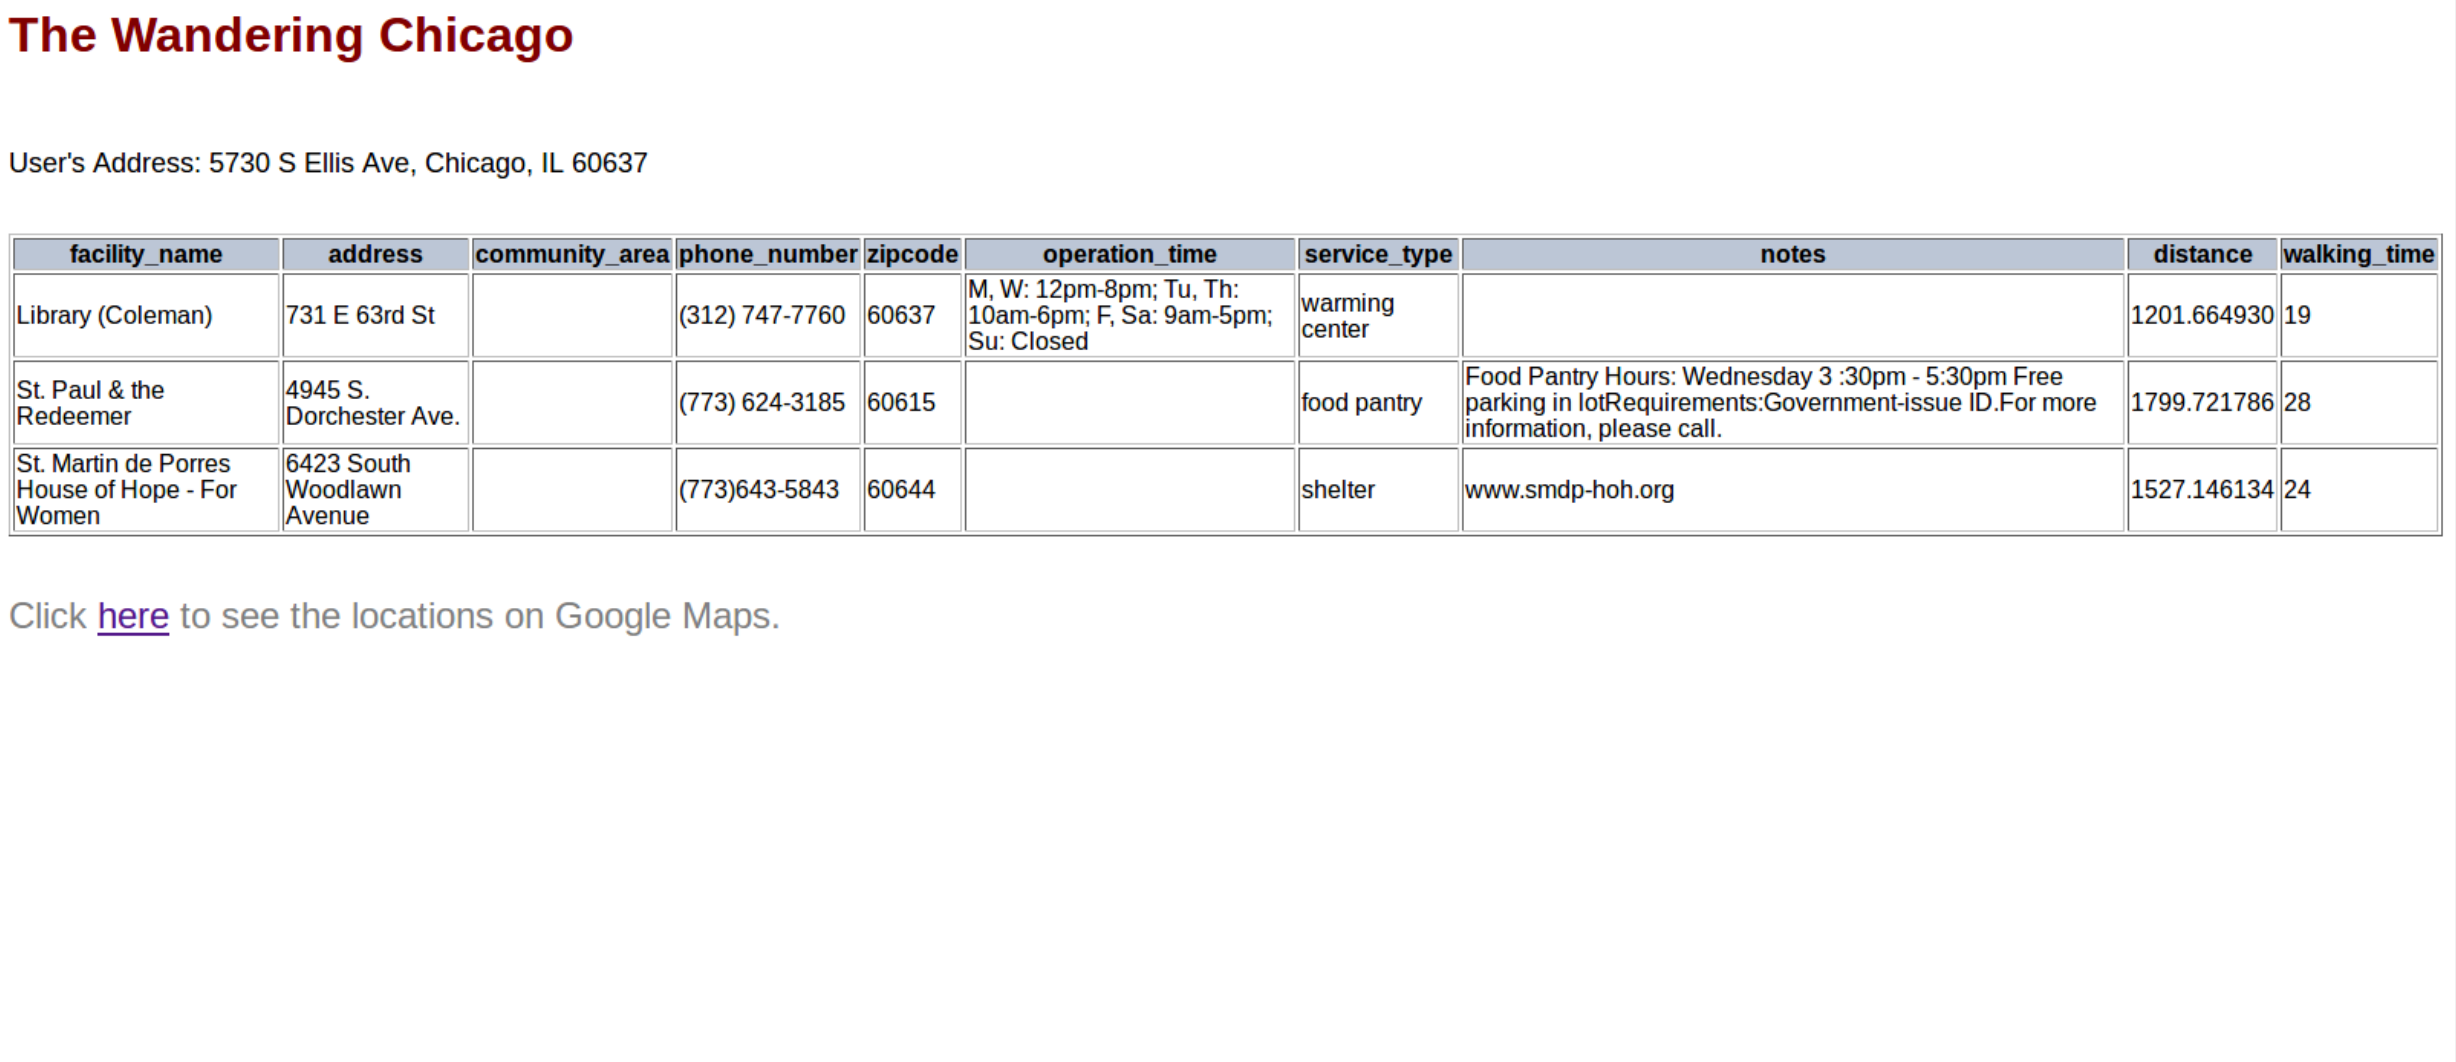 The Wandering Chicago
User's Address: 5730 S Ellis Ave, Chicago, IL 60637
facility_name address community_area phone_number zipcode operation_time service_type notes distance walking_time
Library (Coleman) 731 E 63rd St (312) 747-7760 60637 M, W: 12pm-8pm; Tu, Th: 10am-6pm; F, Sa: 9am-5pm; Su: Closed warming center 1201.664930 19
St. Paul & the Redeemer 4945 S. Dorchester Ave. (773) 624-3185 60615 food pantry Food Pantry Hours: Wednesday 3 :30pm - 5:30pm Free parking in lotRequirements:Government-issue ID.For more information, please call. 1799.721786 28
St. Martin de Porres House of Hope - For Women 6423 South Woodlawn Avenue (773)643-5843 60644 shelter www.smdp-hoh.org 1527.146134 24
Click here to see the locations on Google Maps.